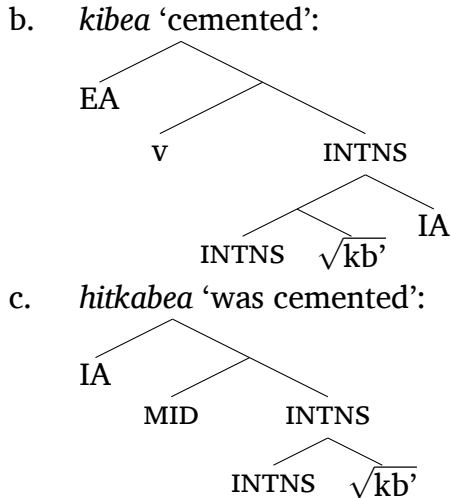 b. kibea ‘cemented’:
EA
v INTNS
IA
INTNS √kb’
c. hitkabea ‘was cemented’:
IA
MID INTNS
INTNS √kb’